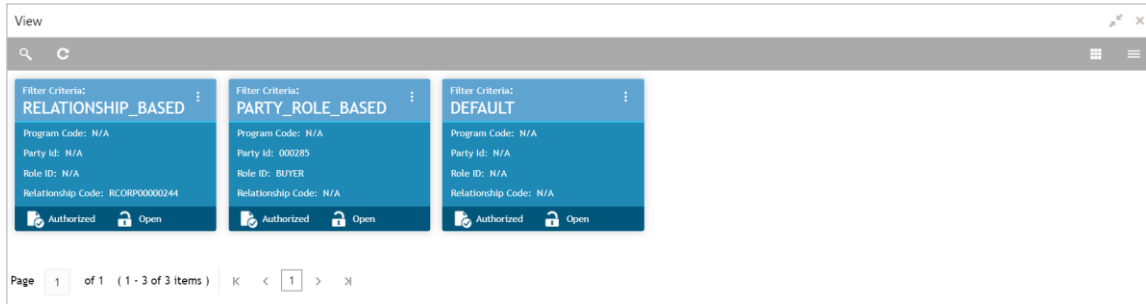 View
Filter Criteria:
RELATIONSHIP_BASED
Program Code: N/A
Party Id: N/A
Role ID: N/A
Relationship Code: RCORP00000244
Authorized Open
Filter Criteria:
PARTY_ROLE_BASED
Program Code: N/A
Party Id: 000285
Role ID: BUYER
Relationship Code: N/A
Authorized Open
Filter Criteria:
DEFAULT
Program Code: N/A
Party Id: N/A
Role ID: N/A
Relationship Code: N/A
Authorized Open
Page 1 of 1 ( 1 - 3 of 3 items ) 1